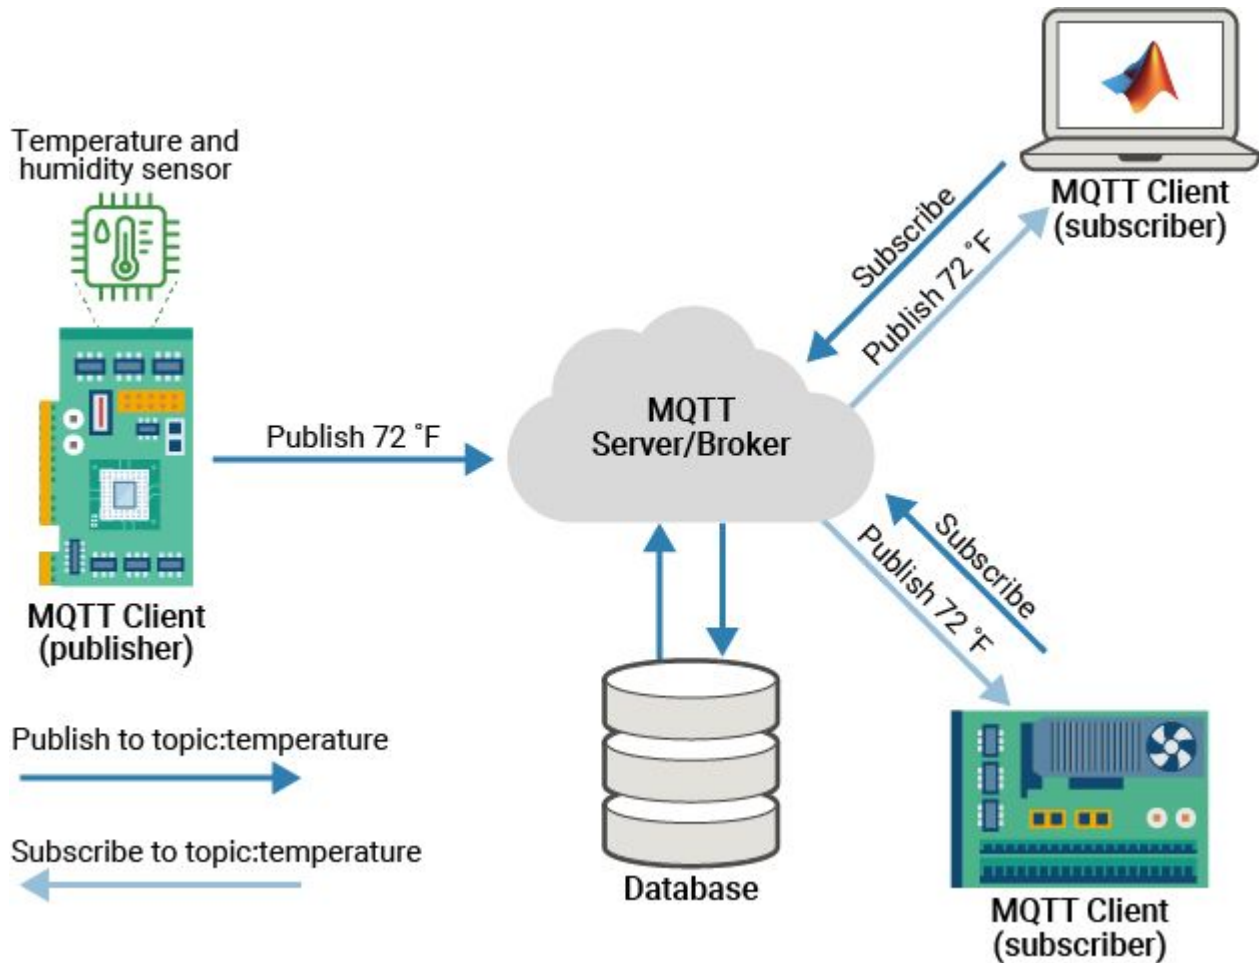 Temperature and
humidity sensor
MQTT Client
(publisher)
Publish 72 ˚F
MQTT
Server/Broker
Subscribe
Publish 72 ˚F
MQTT Client
(subscriber)
Subscribe
Publish 72 ˚F
MQTT Client
(subscriber)
Database
Publish to topic:temperature
Subscribe to topic:temperature